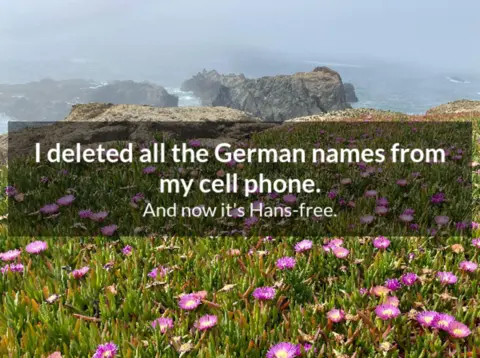 I deleted all the German names from
my cell phone.
And now it's Hans-free.